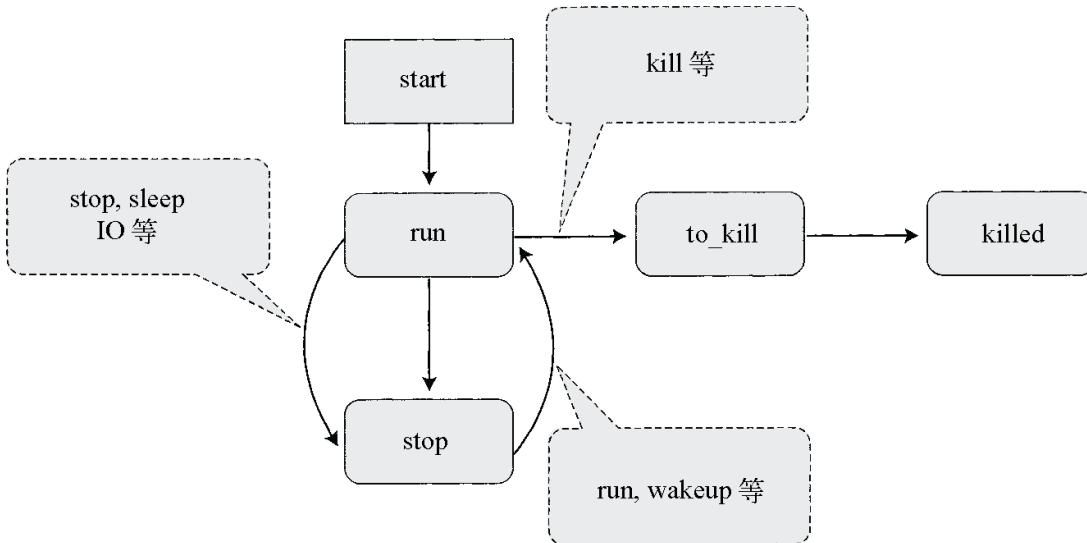 start
kill 等
stop, sleep
IO 等
run
to_kill
killed
stop
run, wakeup 等